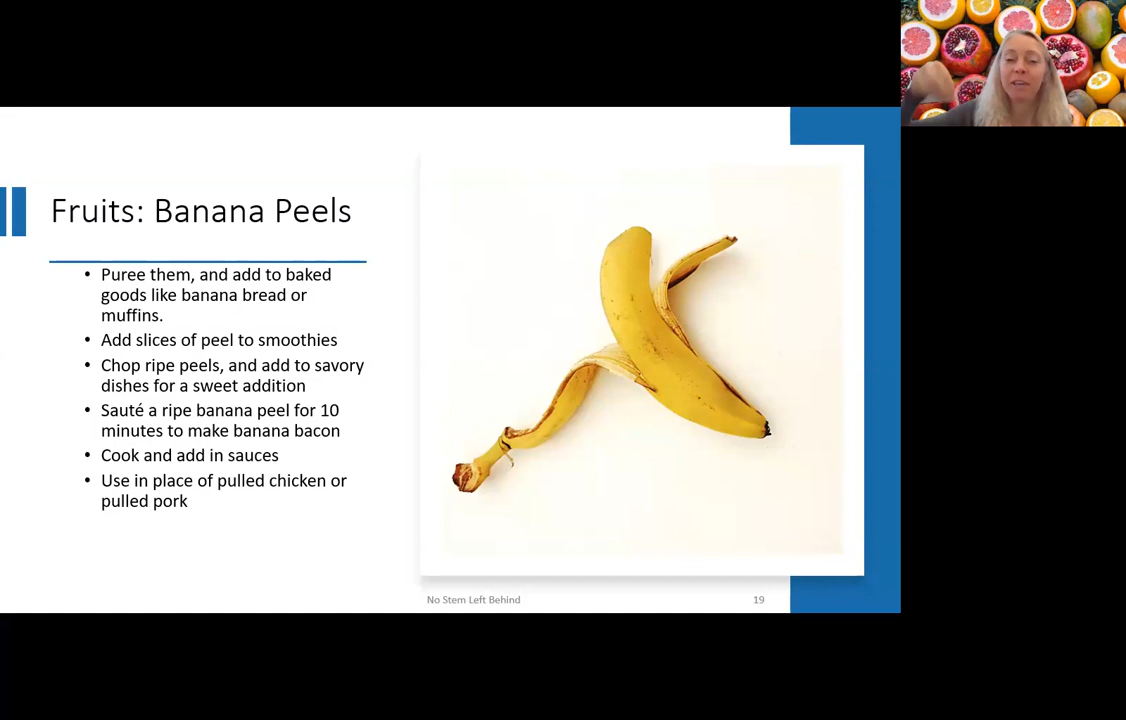 Fruits: Banana Peels
• Puree them, and add to baked
goods like banana bread or
muffins.
• Add slices of peel to smoothies
• Chop ripe peels, and add to savory
dishes for a sweet addition
• Sauté a ripe banana peel for 10
minutes to make banana bacon
• Cook and add in sauces
• Use in place of pulled chicken or
pulled pork
No Stem Left Behind
19